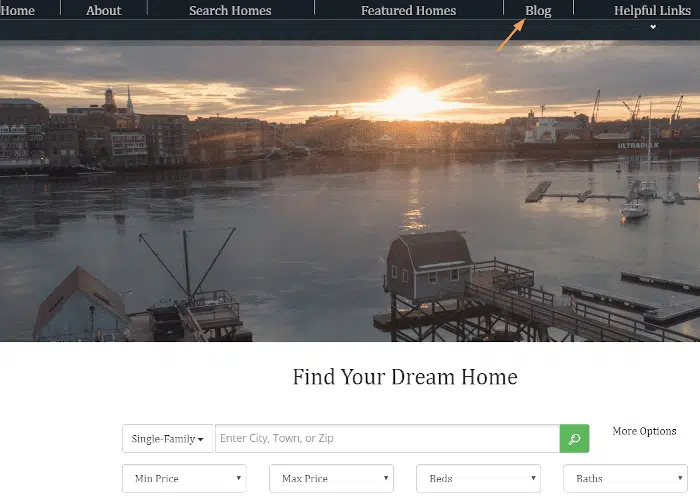 Home About Search Homes Featured Homes Blog Helpful Links
ULTRABULK
Find Your Dream Home
Single-Family Enter City, Town, or Zip More Options
Min Price Max Price Beds Baths